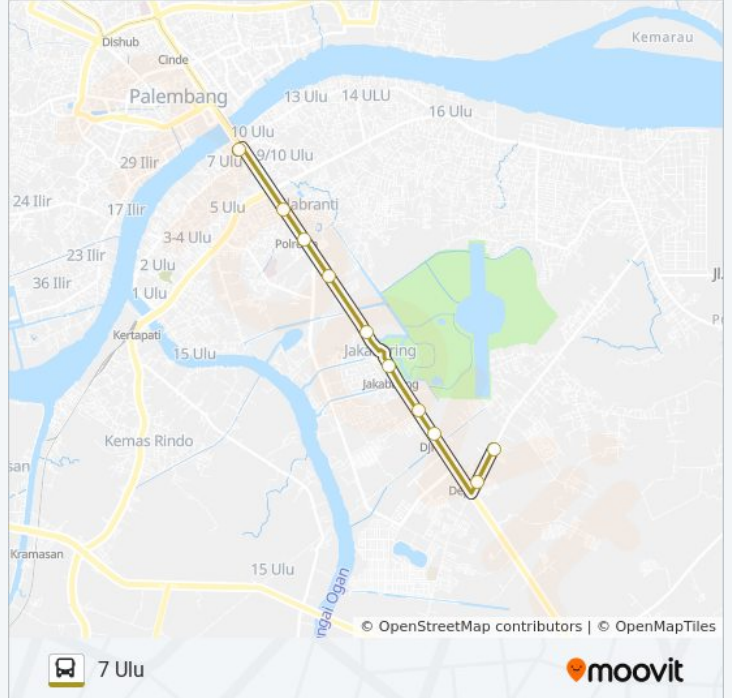 Dishub
Kemarau
Cinde
Palembang
13 Ulu
14 ULU
16 Ulu
10 Ulu
7 Ulu
9/10 Ulu
29 Ilir
24 Ilir
17 Ilir
5 Ulu
3-4 Ulu
23 Ilir
2 Ulu
Jl.
36 Ilir
1 Ulu
Kertapati
15 Ulu
Kemas Rindo
Kramasan
15 Ulu
© OpenStreetMap contributors | © OpenMapTiles
7 Ulu
moovit